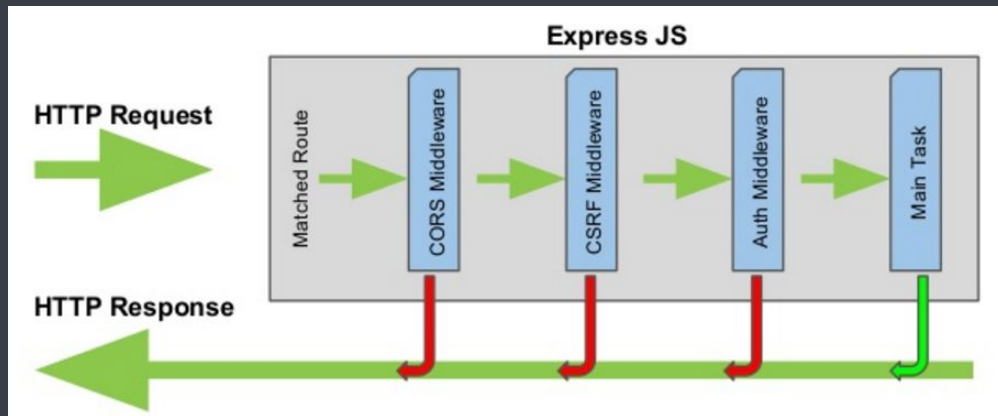 Express JS
HTTP Request
Matched Route
CORS Middleware
CSRF Middleware
Auth Middleware
Main Task
HTTP Response